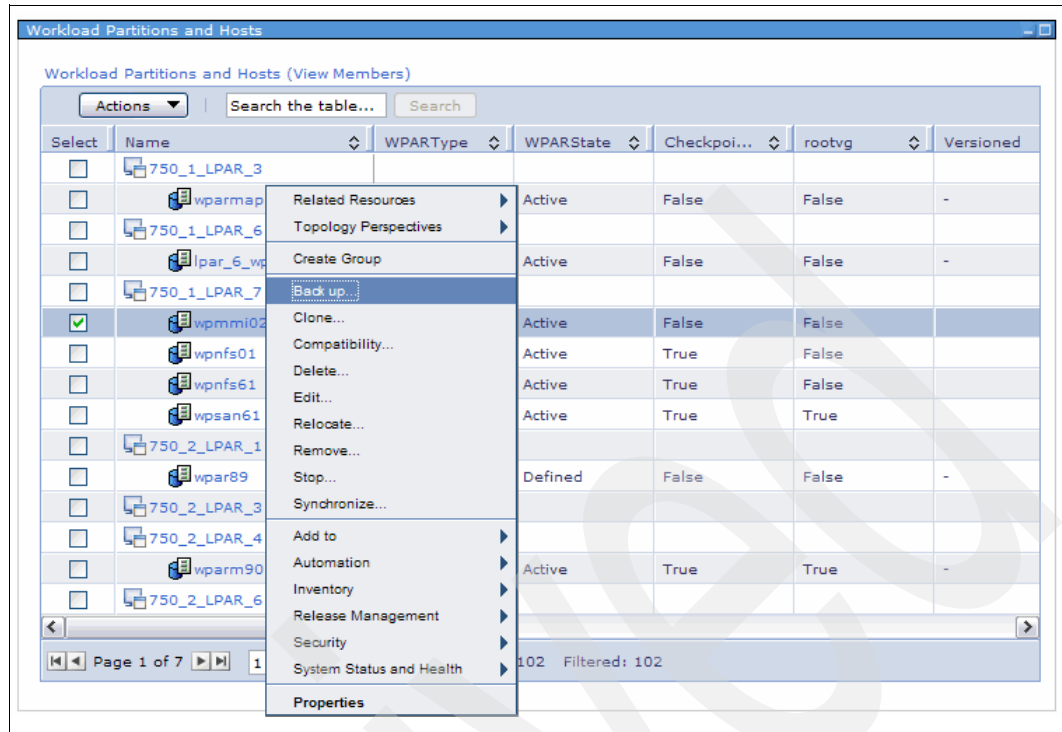 Workload Partitions and Hosts
Workload Partitions and Hosts (View Members)
Actions Search the table... Search
Select Name WPARType WPARState Checkpoi... rootvg Versioned
750_1_LPAR_3
wparmap Active False False -
750_1_LPAR_6
lpar_6_wp Active False False -
750_1_LPAR_7
wpmmi02 Active False False
wpnfs01 Active True False
wpnfs61 Active True False
wpsan61 Active True True
750_2_LPAR_1
wpar89 Defined False False -
750_2_LPAR_3
750_2_LPAR_4
wparm90 Active True True -
750_2_LPAR_6
Page 1 of 7 1 102 Filtered: 102
Related Resources
Topology Perspectives
Create Group
Back up...
Clone...
Compatibility...
Delete...
Edit...
Relocate...
Remove...
Stop...
Synchronize...
Add to
Automation
Inventory
Release Management
Security
System Status and Health
Properties